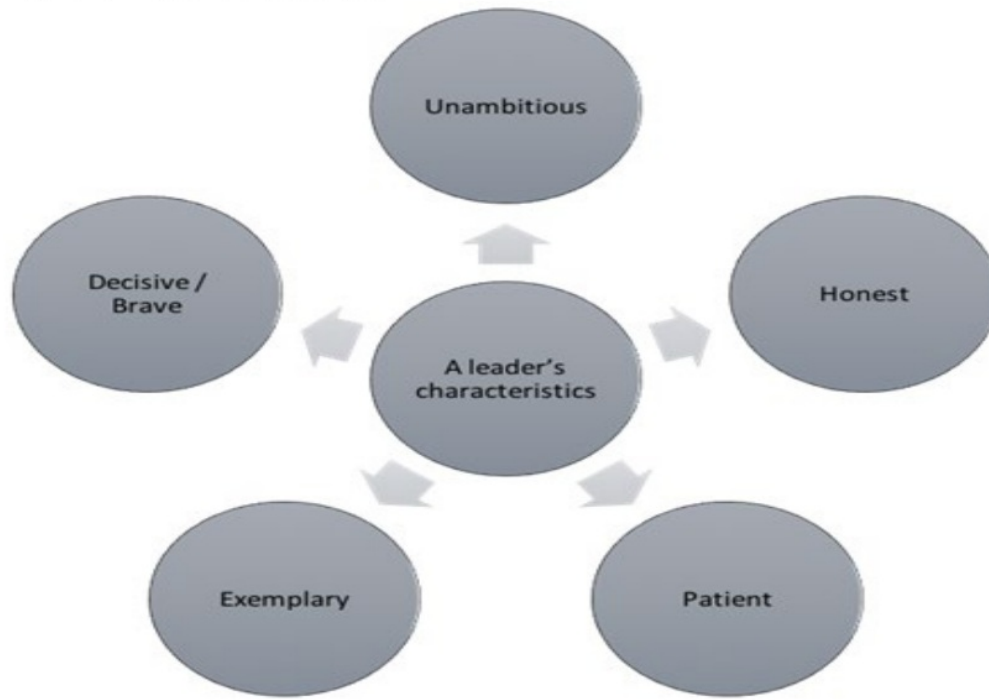 Unambitious
Decisive /
Brave
Honest
A leader's
characteristics
Exemplary
Patient